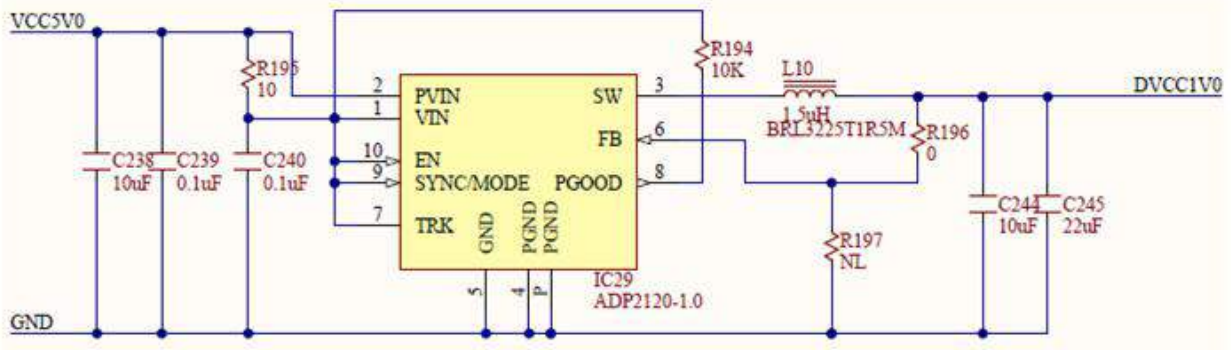 VCC5V0
R195
10
C238
10uF
C239
0.1uF
C240
0.1uF
2
PVIN
1
VIN
10
EN
9
SYNC/MODE
7
TRK
GND
5
PGND
4
PGND
P
SW
3
FB
6
PGOOD
8
IC29
ADP2120-1.0
R194
10K
L10
1.5uH
BRL3225T1R5M
R196
0
R197
NL
C244
10uF
C245
22uF
DVCC1V0
GND